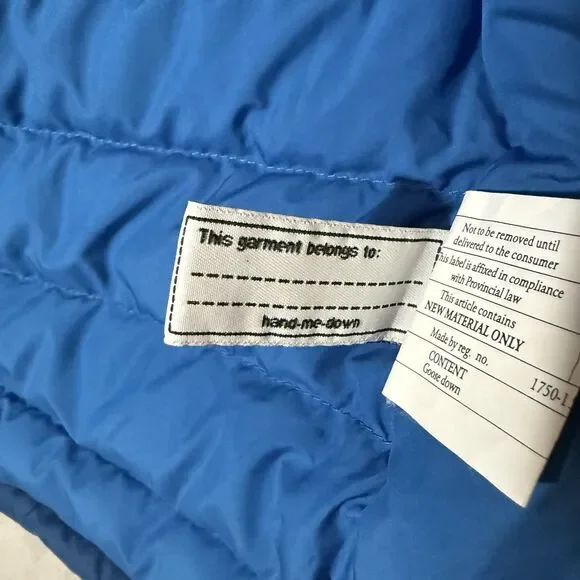 This garment belongs to:
hand-me-down
Not to be removed until
delivered to the consumer
This label is affixed in compliance
with Provincial law
This article contains
NEW MATERIAL ONLY
Made by reg. no.
1750-1
CONTENT
Goose down